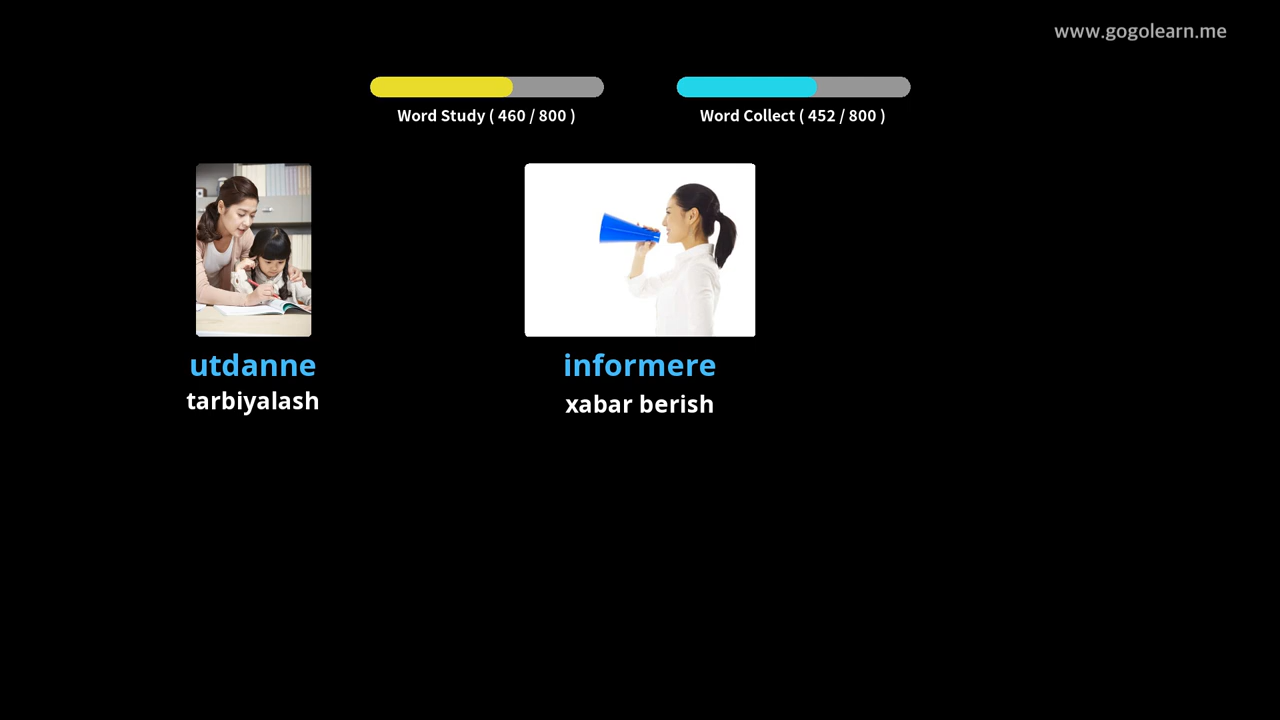 www.gogolearn.me
Word Study ( 460 / 800 )
Word Collect ( 452 / 800 )
utdanne
tarbiyalash
informere
xabar berish